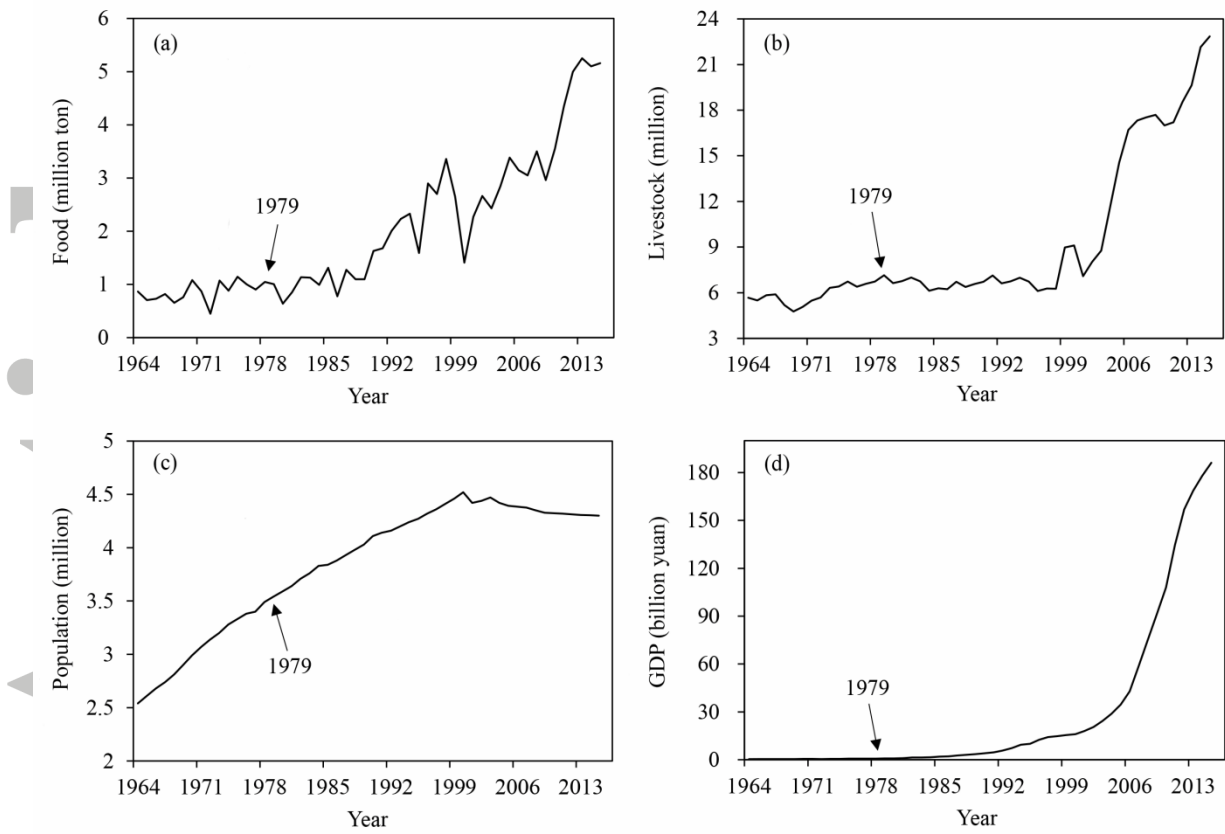 (a)
Food (million ton)
6
5
4
3
2
1
0
1979
1964 1971 1978 1985 1992 1999 2006 2013
Year
(b)
Livestock (million)
24
21
18
15
12
9
6
3
1979
1964 1971 1978 1985 1992 1999 2006 2013
Year
(c)
Population (million)
5
4.5
4
3.5
3
2.5
2
1979
1964 1971 1978 1985 1992 1999 2006 2013
Year
(d)
GDP (billion yuan)
180
150
120
90
60
30
0
1979
1964 1971 1978 1985 1992 1999 2006 2013
Year